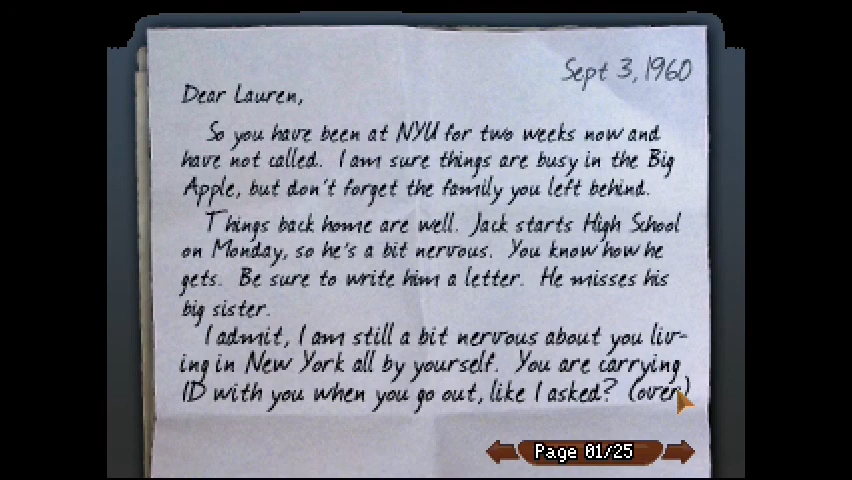 Sept 3, 1960
Dear Lauren,
So you have been at NYU for two weeks now and
have not called. I am sure things are busy in the Big
Apple, but don't forget the family you left behind.
Things back home are well. Jack starts High School
on Monday, so he's a bit nervous. You know how he
gets. Be sure to write him a letter. He misses his
big sister.
I admit, I am still a bit nervous about you liv-
ing in New York all by yourself. You are carrying
ID with you when you go out, like I asked? (over)
Page 01/25